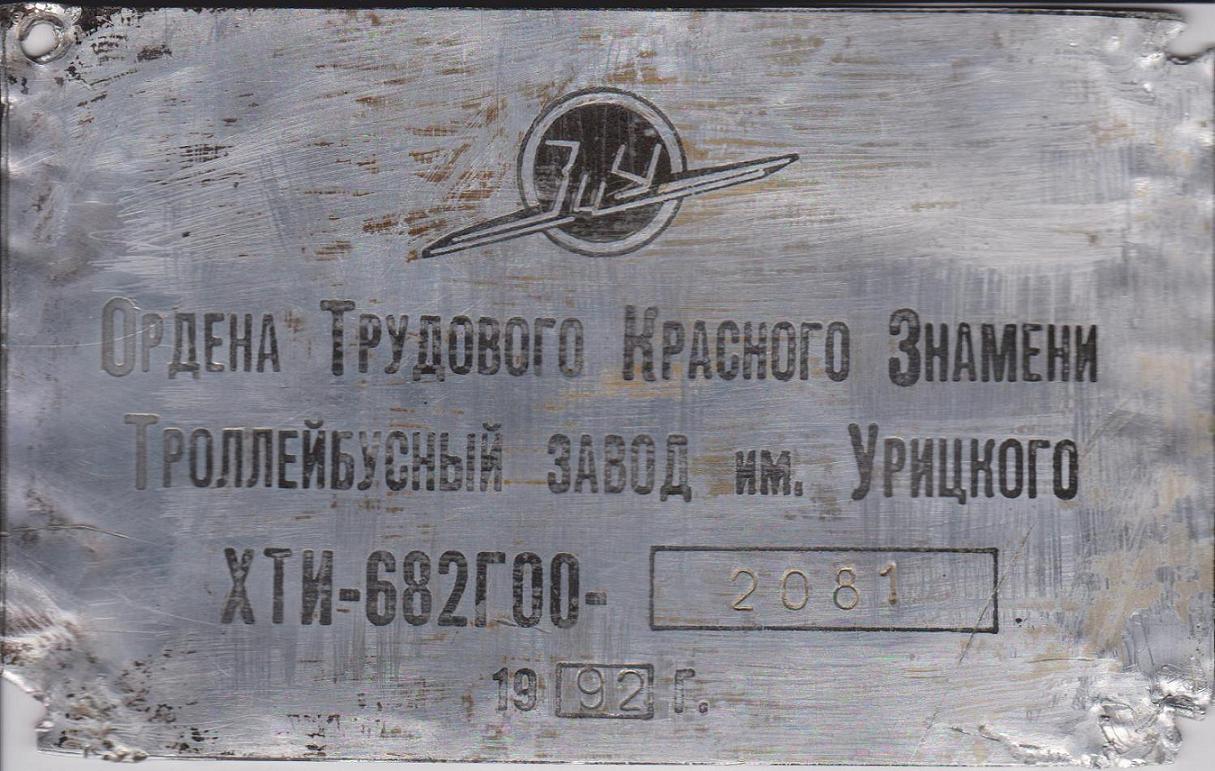 ЗиУ
Ордена Трудового Красного Знамени
Троллейбусный завод им. Урицкого
ХТИ-682Г00- 2081
1992 г.